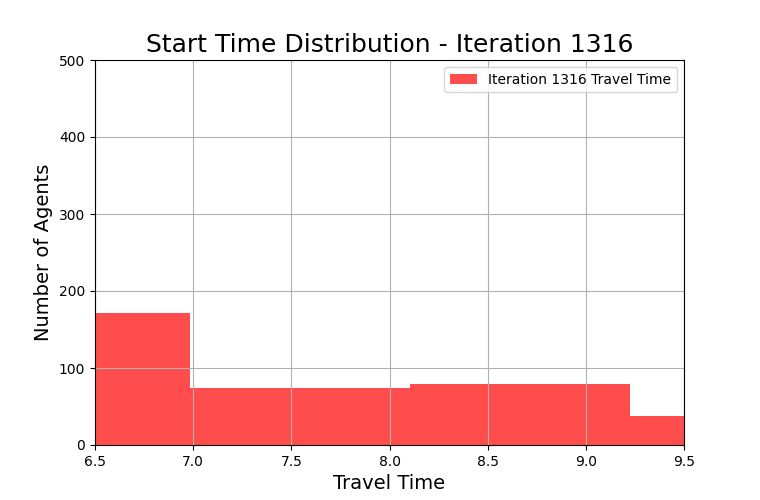 Start Time Distribution - Iteration 1316
Iteration 1316 Travel Time
Number of Agents
500
400
300
200
100
0
6.5 7.0 7.5 8.0 8.5 9.0 9.5
Travel Time